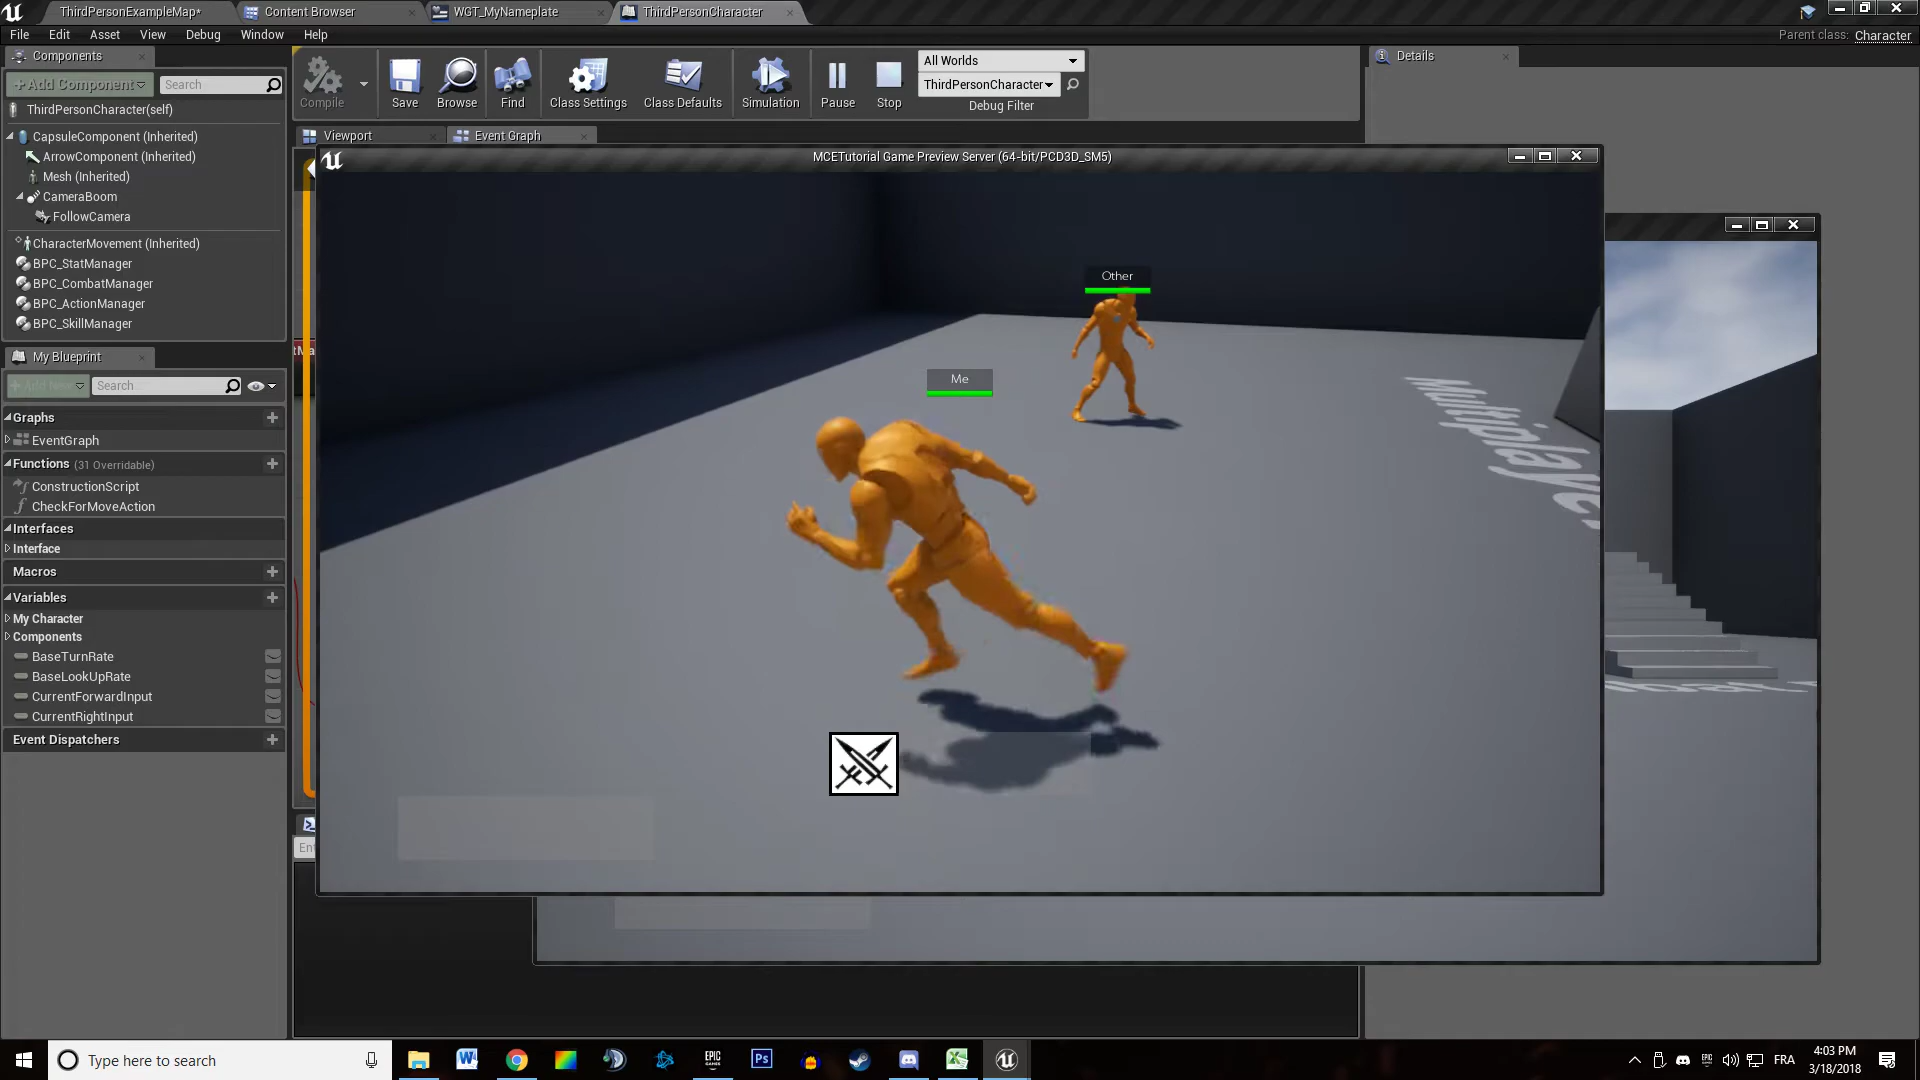 ThirdPersonExampleMap*
Content Browser
WGT_MyNameplate
ThirdPersonCharacter
File Edit Asset View Debug Window Help
Parent class: Character
Components
Details
+Add Component
Search
Compile
Save
Browse
Find
Class Settings
Class Defaults
Simulation
Pause
Stop
All Worlds
ThirdPersonCharacter
Debug Filter
ThirdPersonCharacter(self)
Viewport
Event Graph
CapsuleComponent (Inherited)
ArrowComponent (Inherited)
Mesh (Inherited)
CameraBoom
FollowCamera
CharacterMovement (Inherited)
BPC_StatManager
BPC_CombatManager
BPC_ActionManager
BPC_SkillManager
MCETutorial Game Preview Server (64-bit/PCD3D_SM5)
Other
Me
My Blueprint
Search
Graphs
EventGraph
Functions (31 Overridable)
ConstructionScript
CheckForMoveAction
Interfaces
Interface
Macros
Variables
My Character
Components
BaseTurnRate
BaseLookUpRate
CurrentForwardInput
CurrentRightInput
Event Dispatchers
Type here to search
FRA
4:03 PM
3/18/2018